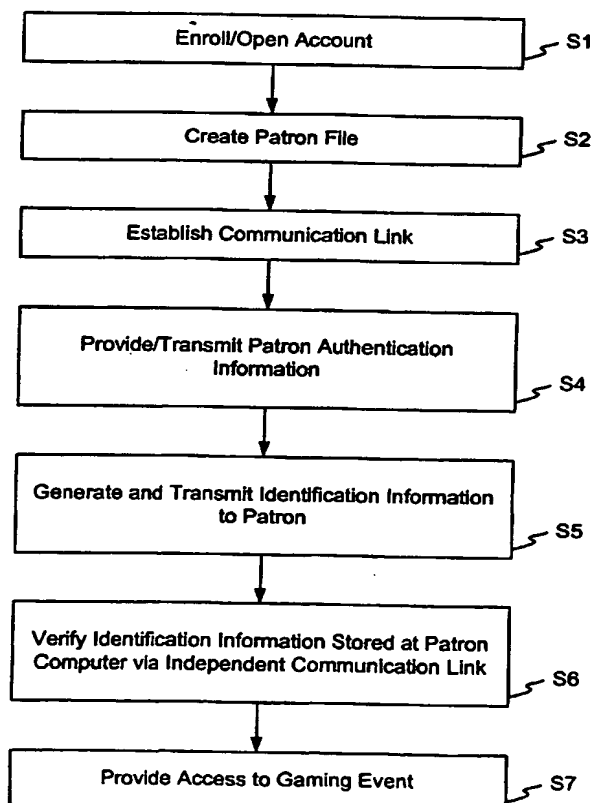 Enroll/Open Account
S1
Create Patron File
S2
Establish Communication Link
S3
Provide/Transmit Patron Authentication
Information
S4
Generate and Transmit Identification Information
to Patron
S5
Verify Identification Information Stored at Patron
Computer via Independent Communication Link
S6
Provide Access to Gaming Event
S7